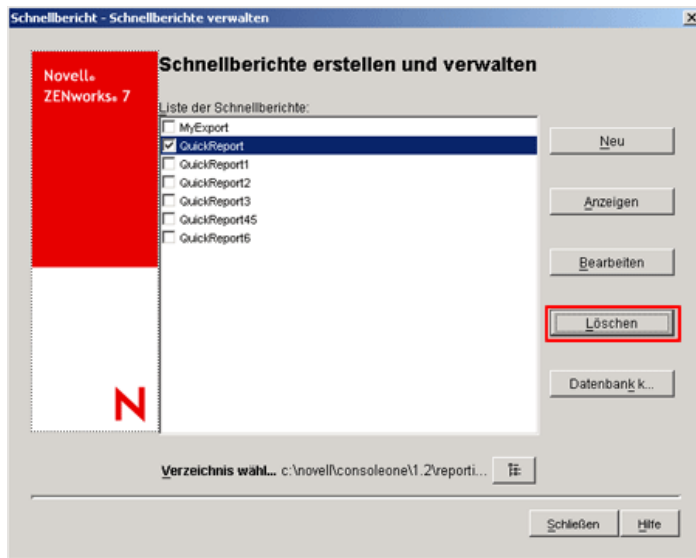 Schnellbericht - Schnellberichte verwalten
Novell®
ZENworks® 7
Schnellberichte erstellen und verwalten
Liste der Schnellberichte:
MyExport
QuickReport
QuickReport1
QuickReport2
QuickReport3
QuickReport45
QuickReport6
Neu
Anzeigen
Bearbeiten
Löschen
Datenbank k...
N
Verzeichnis wähl... c:\novell\consoleone\1.2\reporti...
Schließen
Hilfe